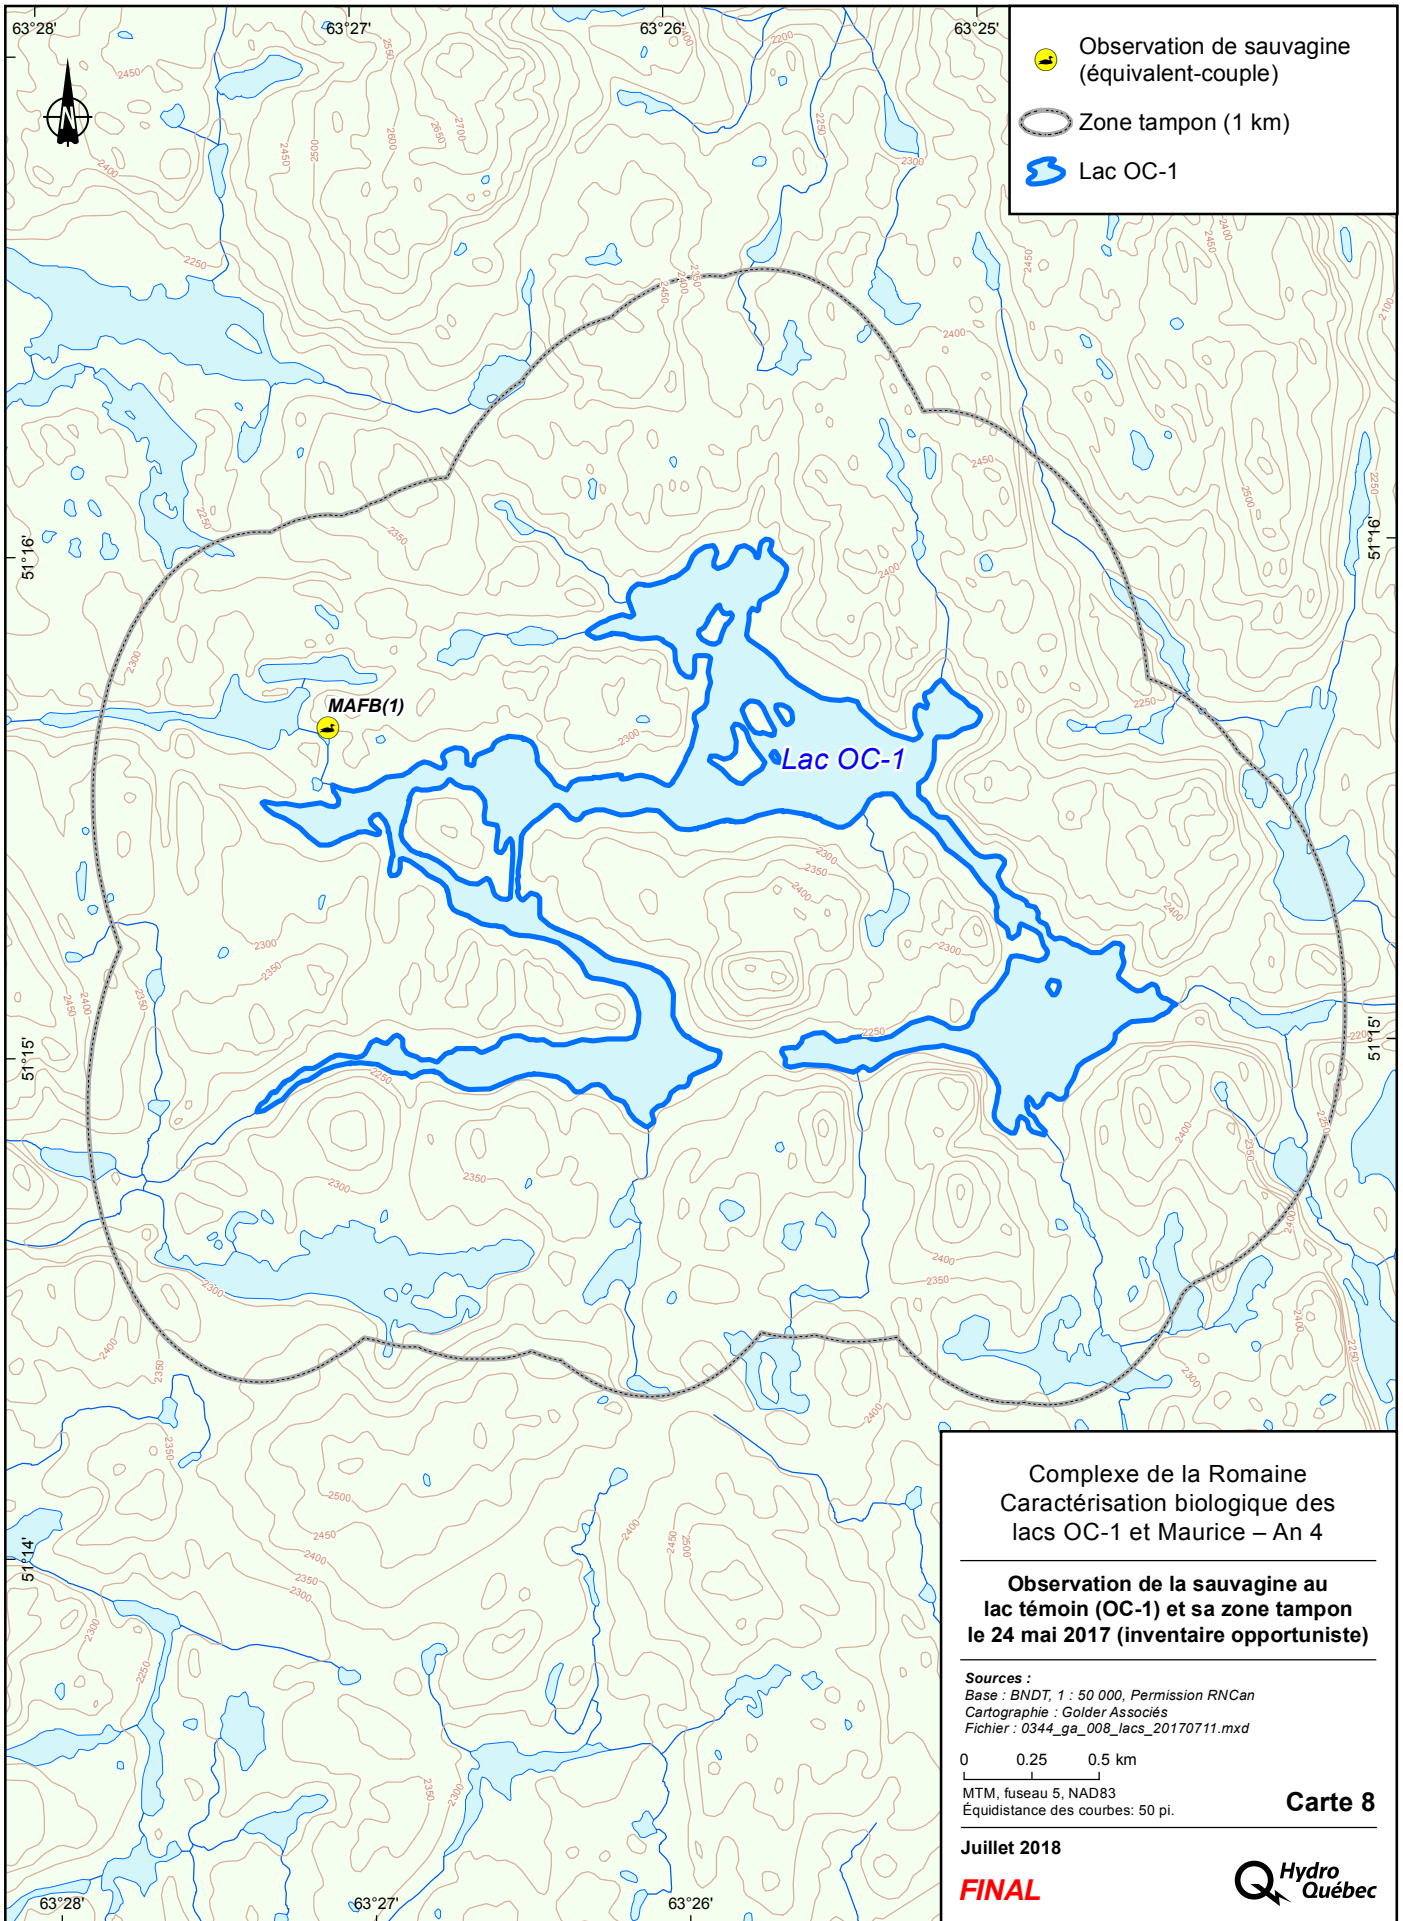 63°28'
63°27'
63°26'
63°25'
Observation de sauvagine
(équivalent-couple)
Zone tampon (1 km)
Lac OC-1
N
51°16'
51°16'
MAFB(1)
Lac OC-1
51°15'
51°15'
51°14'
63°28'
63°27'
63°26'
Complexe de la Romaine
Caractérisation biologique des
lacs OC-1 et Maurice – An 4
Observation de la sauvagine au
lac témoin (OC-1) et sa zone tampon
le 24 mai 2017 (inventaire opportuniste)
Sources :
Base : BNDT, 1 : 50 000, Permission RNCan
Cartographie : Golder Associés
Fichier : 0344_ga_008_lacs_20170711.mxd
0 0.25 0.5 km
MTM, fuseau 5, NAD83
Équidistance des courbes: 50 pi.
Carte 8
Juillet 2018
FINAL
Hydro
Québec